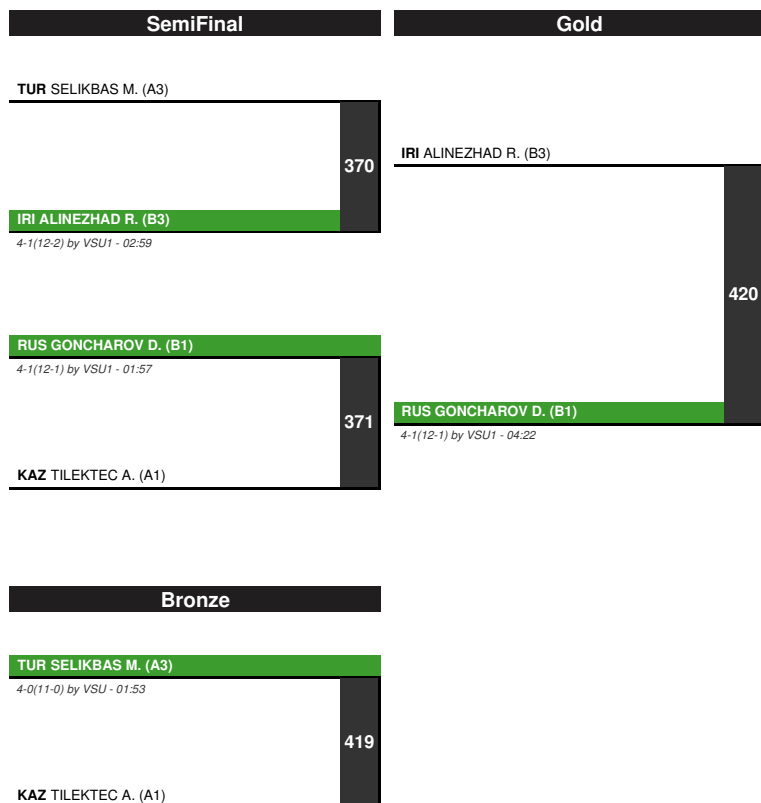 SemiFinal
TUR SELIKBAS M. (A3)
370
IRI ALINEZHAD R. (B3)
4-1(12-2) by VSU1 - 02:59
RUS GONCHAROV D. (B1)
4-1(12-1) by VSU1 - 01:57
371
KAZ TILEKTEC A. (A1)
Gold
IRI ALINEZHAD R. (B3)
420
RUS GONCHAROV D. (B1)
4-1(12-1) by VSU1 - 04:22
Bronze
TUR SELIKBAS M. (A3)
4-0(11-0) by VSU - 01:53
419
KAZ TILEKTEC A. (A1)